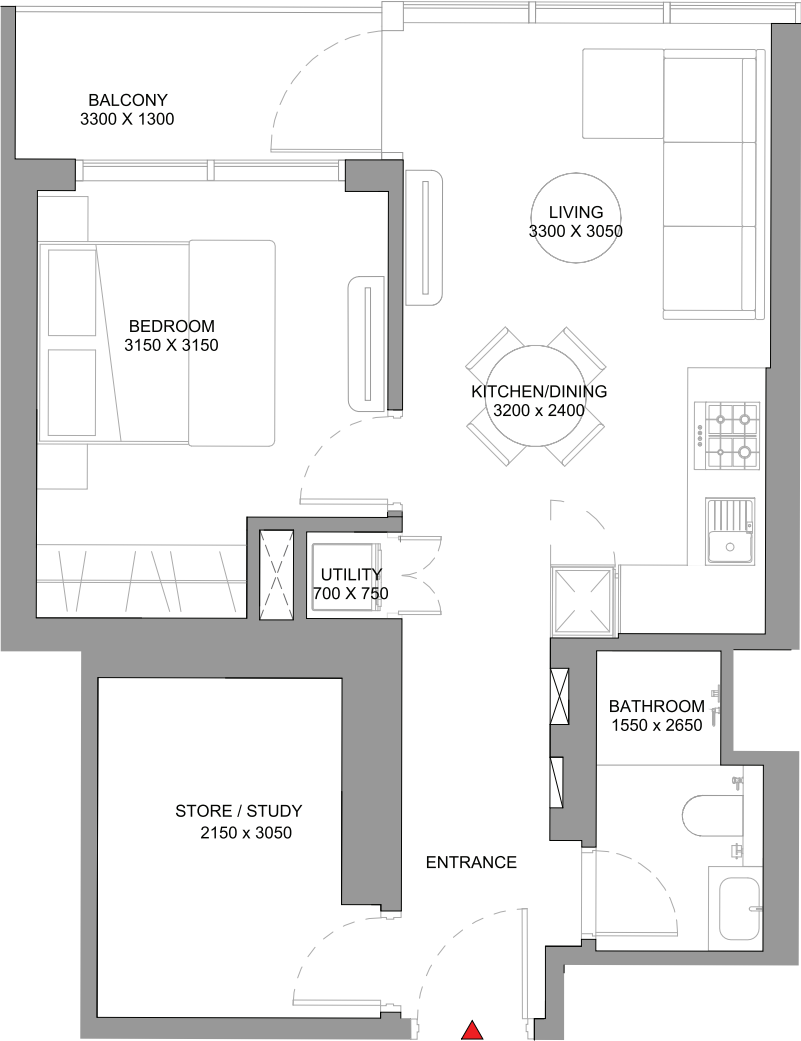 BALCONY
3300 X 1300
LIVING
3300 X 3050
BEDROOM
3150 X 3150
KITCHEN/DINING
3200 x 2400
UTILITY
700 X 750
BATHROOM
1550 x 2650
STORE / STUDY
2150 x 3050
ENTRANCE